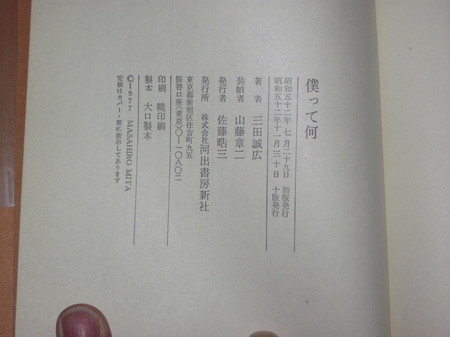 僕って何
昭和五十二年七月二十九日 初版発行
昭和五十二年十一月三十日 十版発行
著者 三田誠広
装幀者 山藤章二
発行者 佐藤晧三
発行所 株式会社河出書房新社
東京都新宿区住吉町九五
振替口座(東京)〇―一〇八〇二
印刷 暁印刷
製本 大口製本
©1977 MASAHIRO MITA
定価はカバー・帯に表示してあります